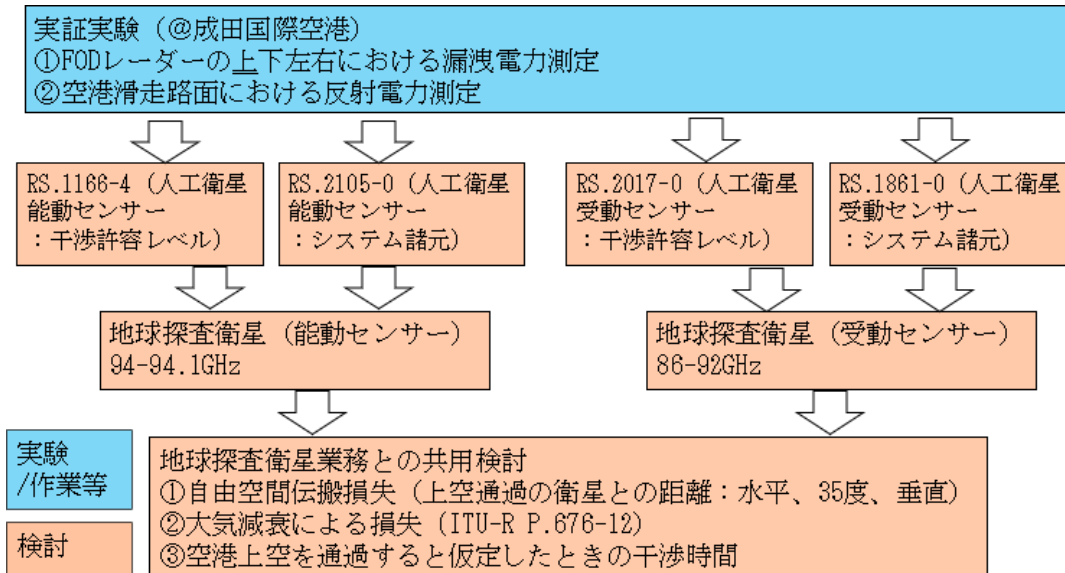 実証実験（@成田国際空港）
①FODレーダーの上下左右における漏洩電力測定
②空港滑走路面における反射電力測定
RS.1166-4（人工衛星
能動センサー
：干渉許容レベル）
RS.2105-0（人工衛星
能動センサー
：システム諸元）
RS.2017-0（人工衛星
受動センサー
：干渉許容レベル）
RS.1861-0（人工衛星
受動センサー
：システム諸元）
地球探査衛星（能動センサー）
94-94.1GHz
地球探査衛星（受動センサー）
86-92GHz
実験
/作業等
検討
地球探査衛星業務との共用検討
①自由空間伝搬損失（上空通過の衛星との距離：水平、35度、垂直）
②大気減衰による損失（ITU-R P.676-12）
③空港上空を通過すると仮定したときの干渉時間